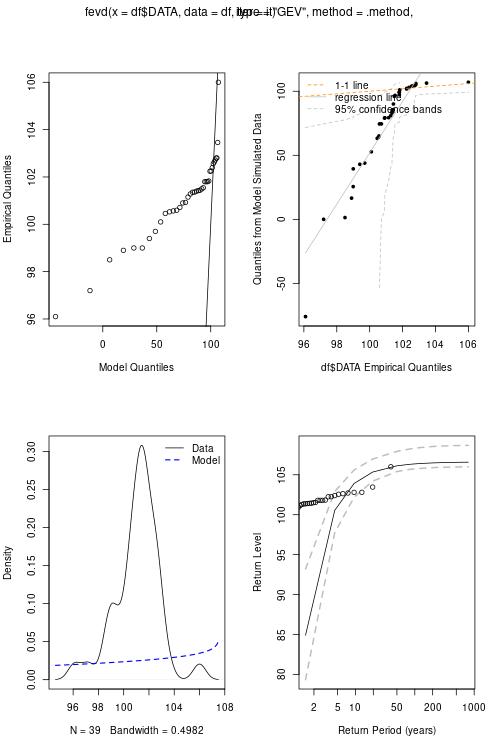 fevd(x = df$DATA, data = df, type = "GEV", method = .method,
106
104
102
100
98
96
Empirical Quantiles
0 50 100
Model Quantiles
1-1 line
regression line
95% confidence bands
100
50
0
-50
Quantiles from Model Simulated Data
96 98 100 102 104 106
df$DATA Empirical Quantiles
Data
Model
0.30
0.25
0.20
0.15
0.10
0.05
0.00
Density
96 98 100 104 108
N = 39 Bandwidth = 0.4982
105
100
95
90
85
80
Return Level
2 5 10 50 200 1000
Return Period (years)